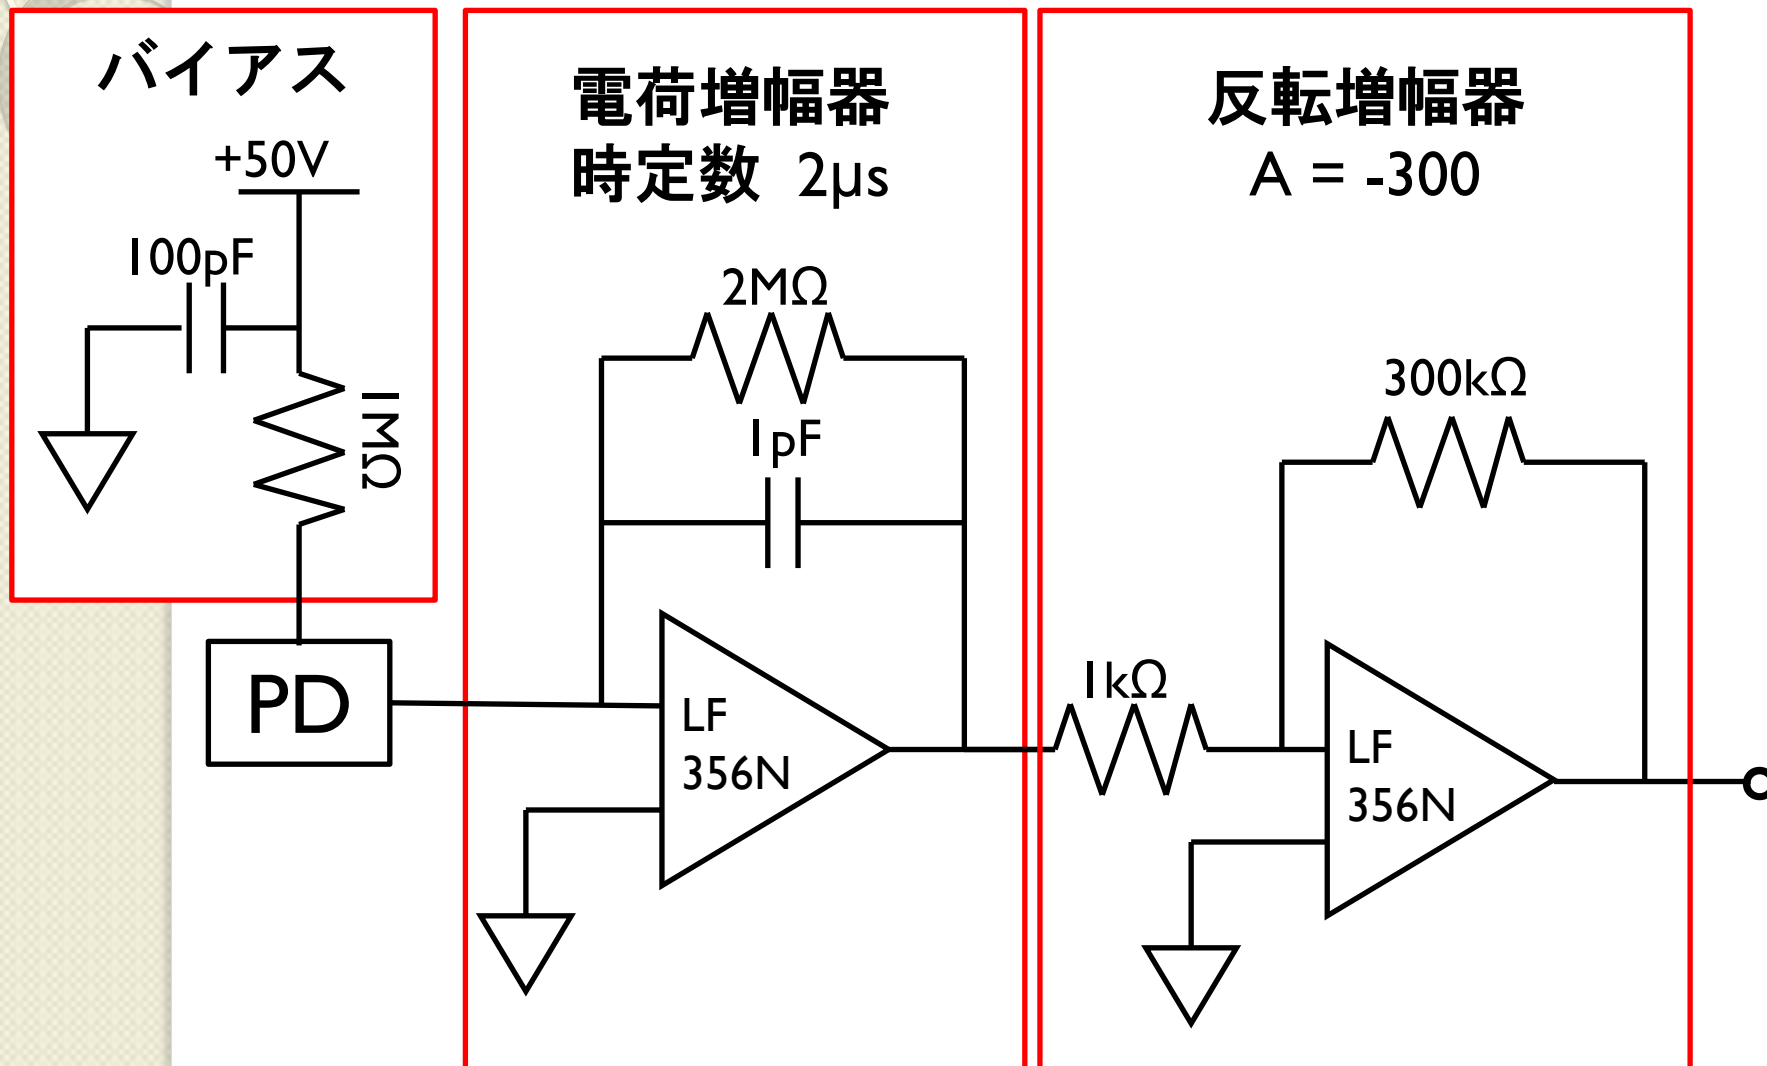 バイアス
+50V
100pF
1MΩ
PD
電荷増幅器
時定数 2μs
2MΩ
1pF
LF
356N
反転増幅器
A = -300
300kΩ
1kΩ
LF
356N